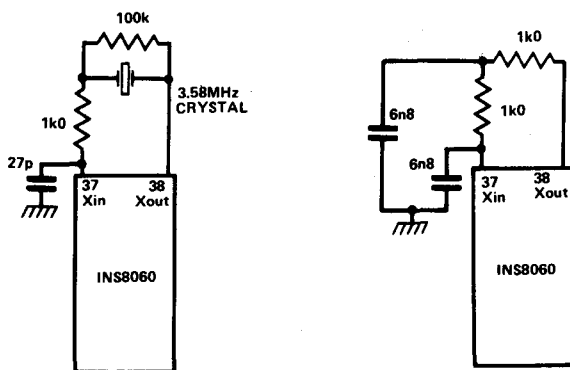 100k
3.58MHz
CRYSTAL
1k0
27p
37
Xin
38
Xout
INS8060
1k0
1k0
6n8
6n8
37
Xin
38
Xout
INS8060